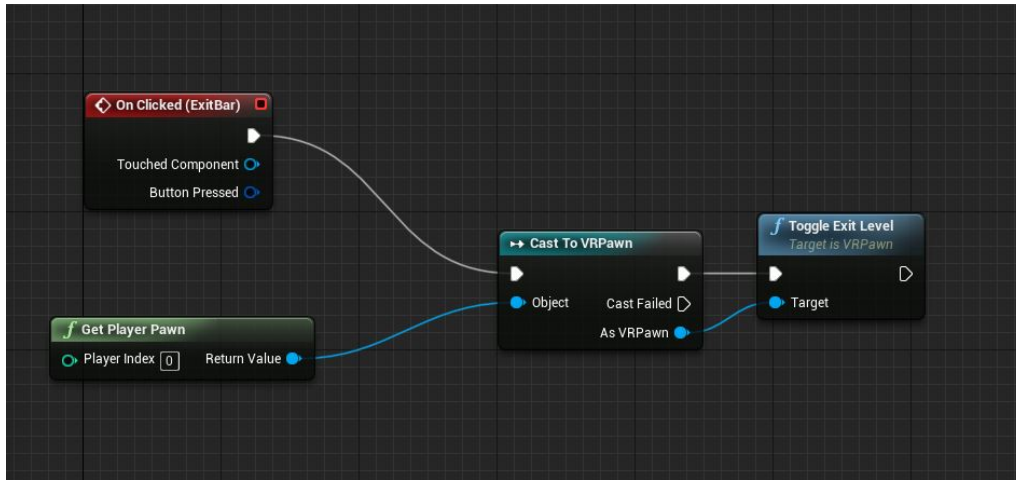 On Clicked (ExitBar)
Touched Component
Button Pressed
f Get Player Pawn
Player Index 0 Return Value
Cast To VRPawn
Object Cast Failed
As VRPawn
f Toggle Exit Level
Target is VRPawn
Target